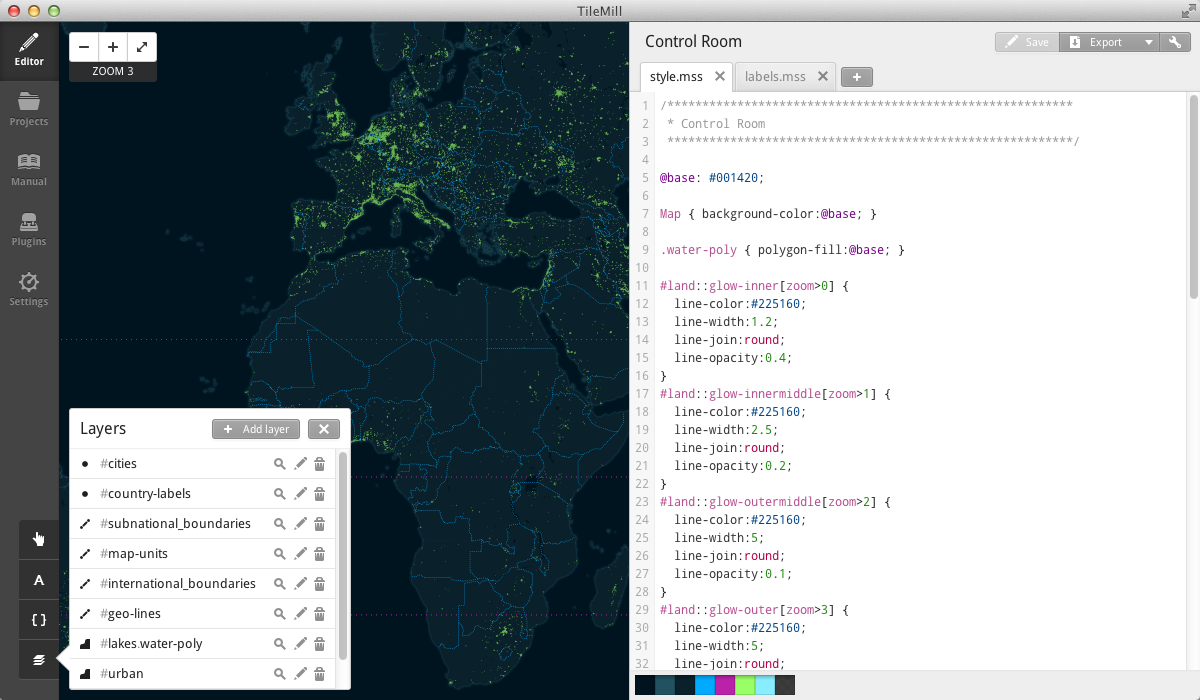 TileMill
Editor
Projects
Manual
Plugins
Settings
A
{}
ZOOM 3
Layers
Add layer
#cities
#country-labels
#subnational_boundaries
#map-units
#international_boundaries
#geo-lines
#lakes.water-poly
#urban
Control Room
Save
Export
style.mss
labels.mss
1 /**********************************************************
2 * Control Room
3 **********************************************************/
4
5 @base: #001420;
6
7 Map { background-color:@base; }
8
9 .water-poly { polygon-fill:@base; }
10
11 #land::glow-inner[zoom>0] {
12 line-color:#225160;
13 line-width:1.2;
14 line-join:round;
15 line-opacity:0.4;
16 }
17 #land::glow-innermiddle[zoom>1] {
18 line-color:#225160;
19 line-width:2.5;
20 line-join:round;
21 line-opacity:0.2;
22 }
23 #land::glow-outermiddle[zoom>2] {
24 line-color:#225160;
25 line-width:5;
26 line-join:round;
27 line-opacity:0.1;
28 }
29 #land::glow-outer[zoom>3] {
30 line-color:#225160;
31 line-width:5;
32 line-join:round;